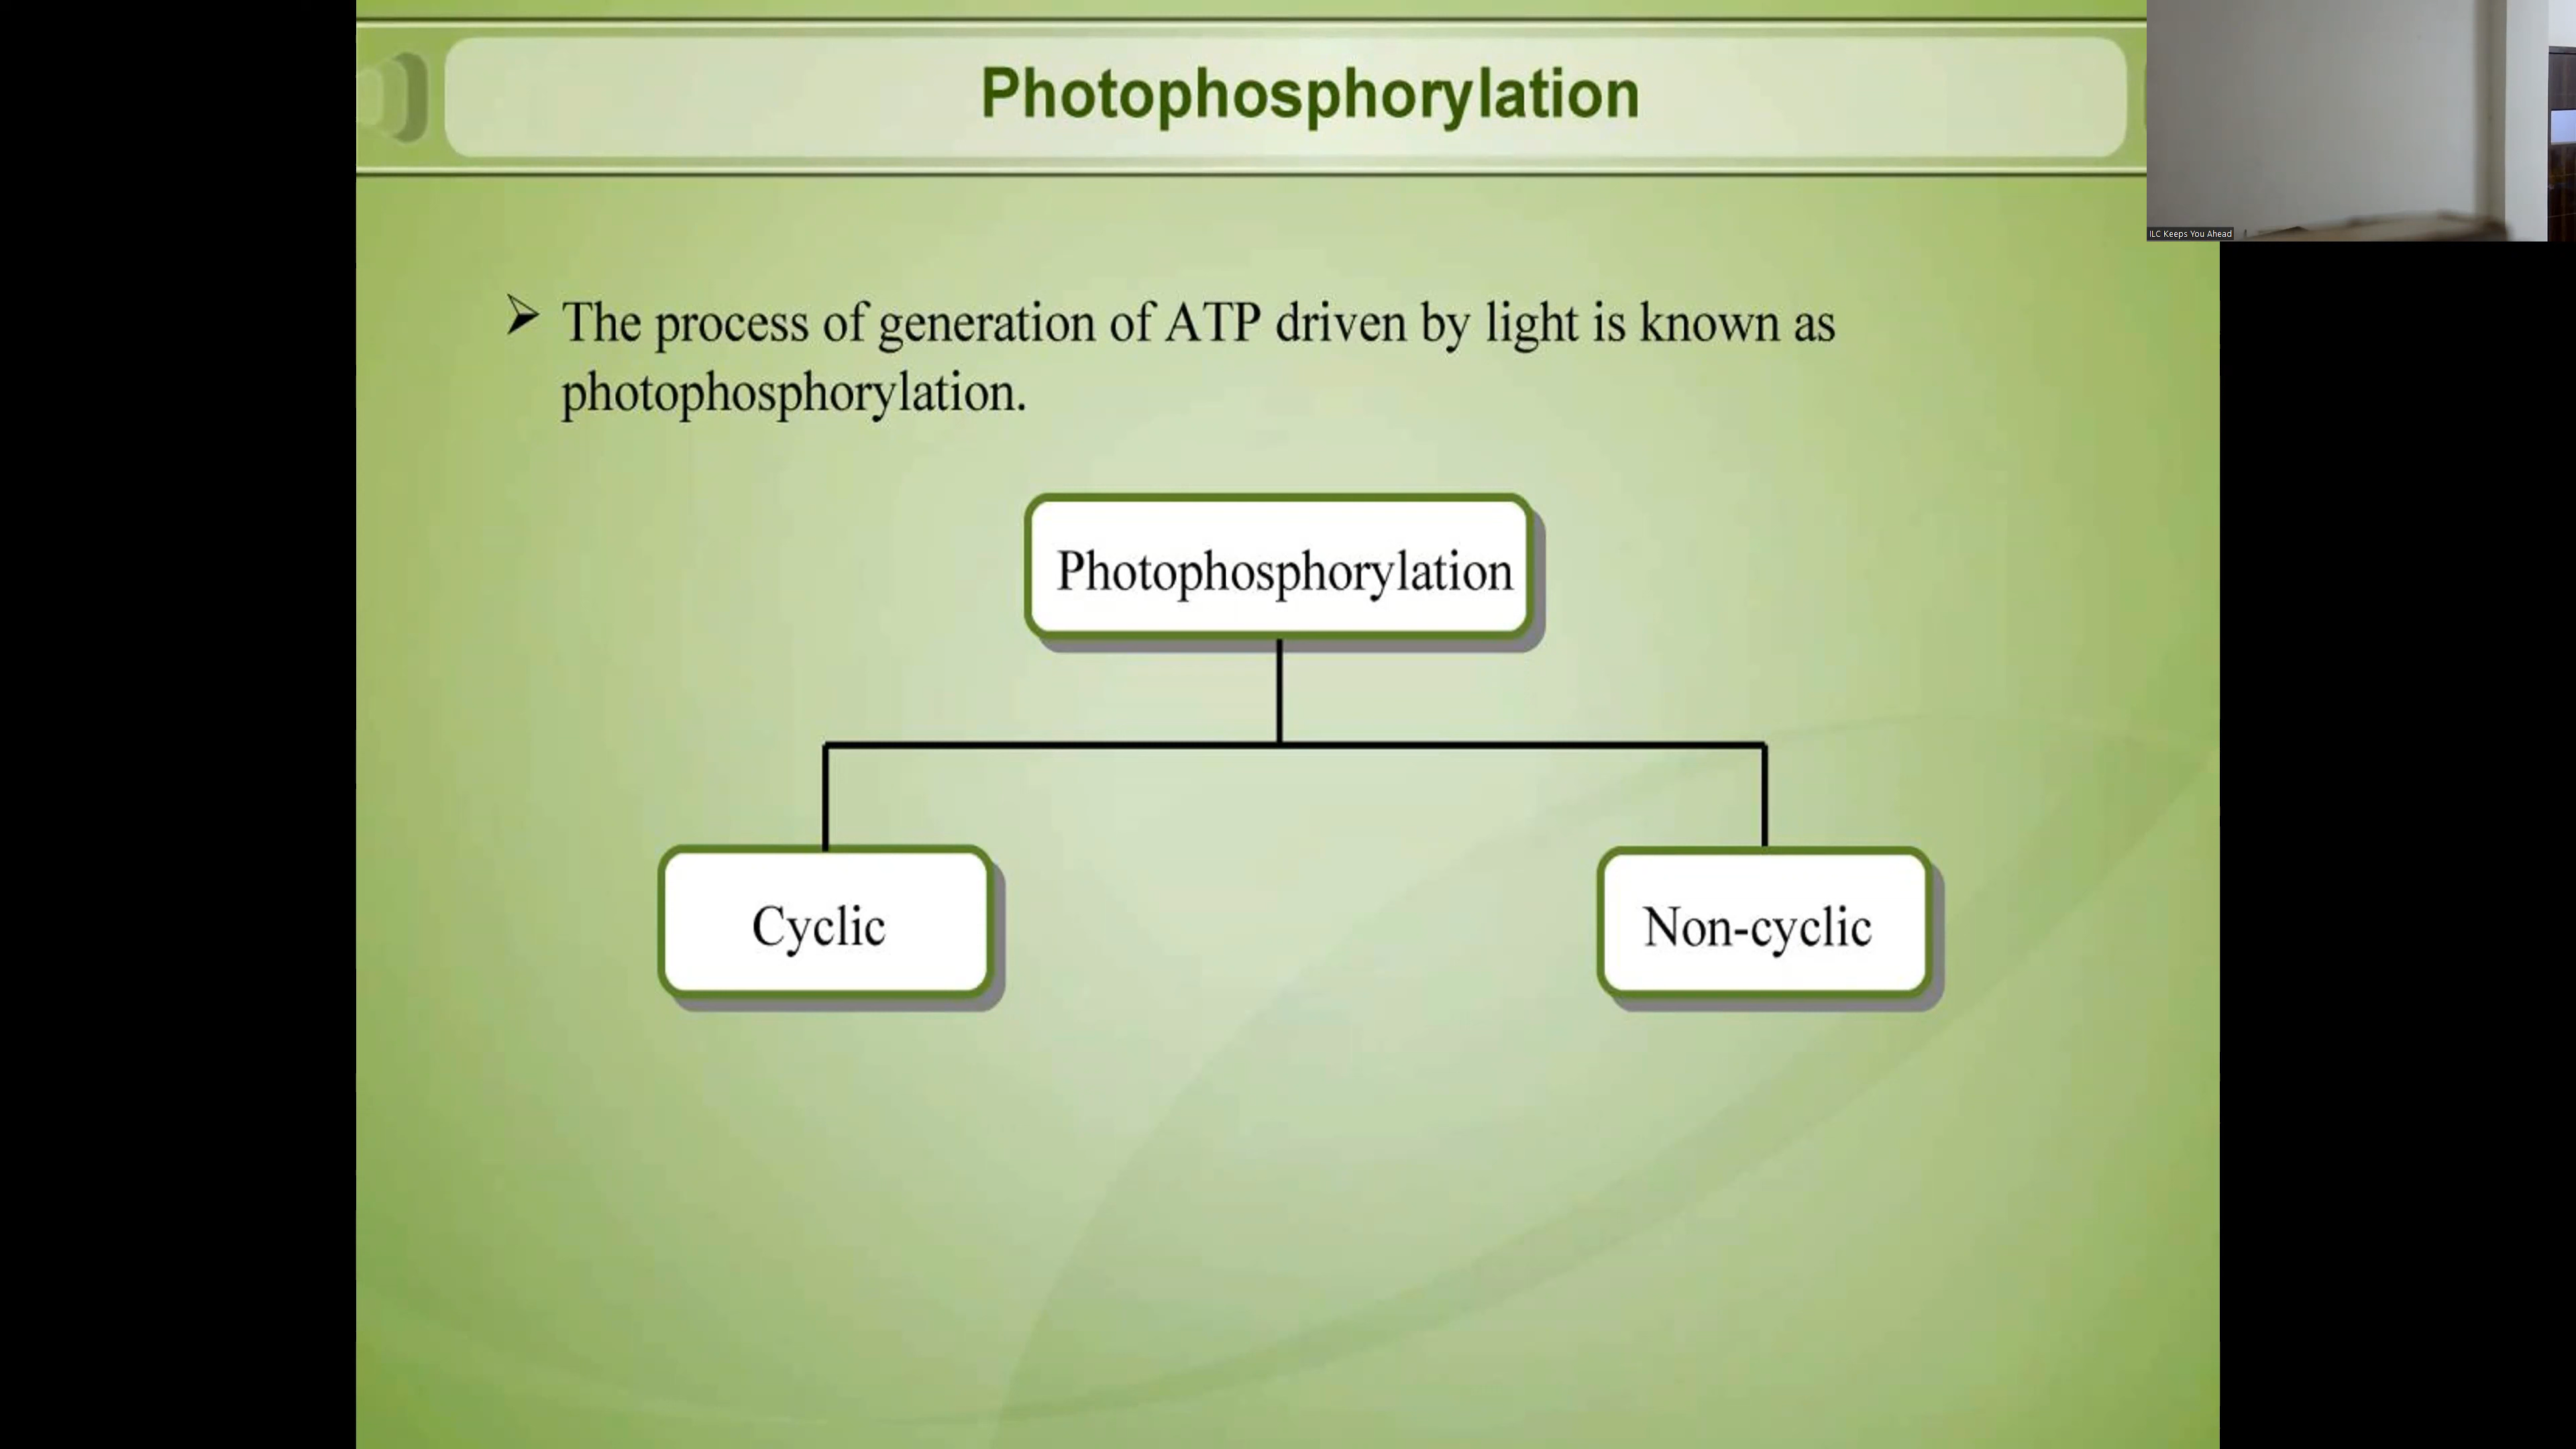 Photophosphorylation
ILC Keeps You Ahead
➢ The process of generation of ATP driven by light is known as
photophosphorylation.
Photophosphorylation
Cyclic
Non-cyclic